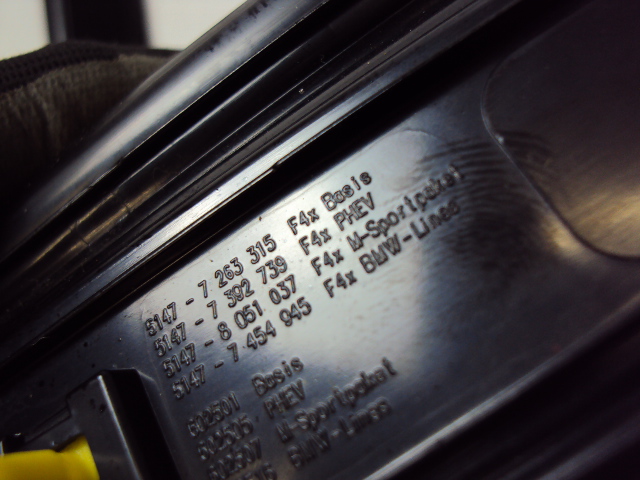 5147 - 7 263 315 F4x Basis
5147 - 7 392 739 F4x PHEV
5147 - 8 051 037 F4x M-Sportpaket
5147 - 7 454 945 F4x BMW-Lines
Basis
PHEV
M-Sportpaket
BMW-Lines